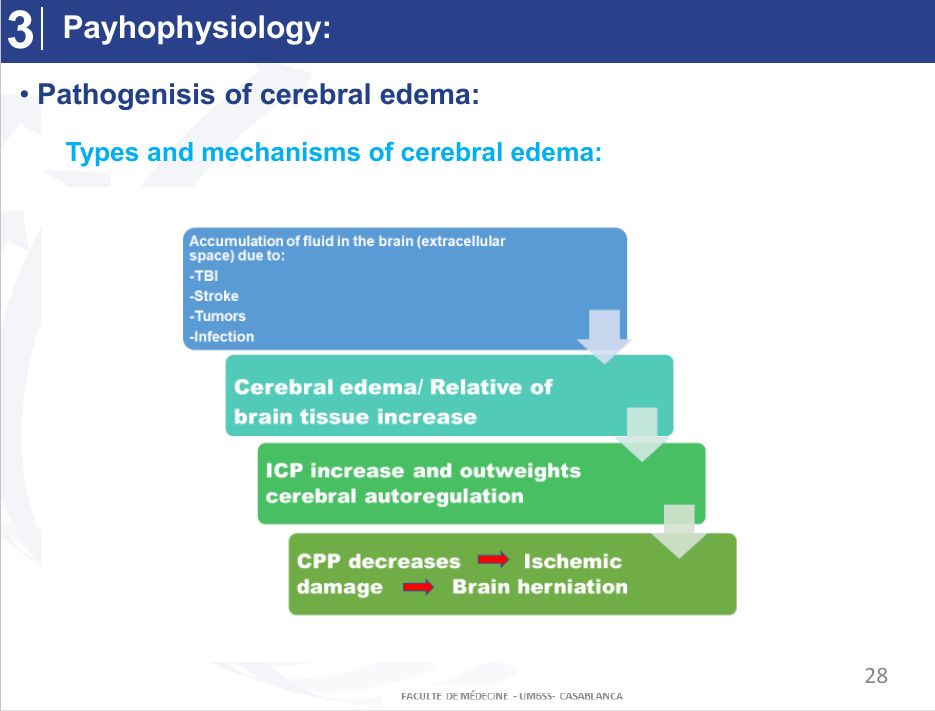 3 Payhophysiology:
• Pathogenisis of cerebral edema:
Types and mechanisms of cerebral edema:
Accumulation of fluid in the brain (extracellular
space) due to:
-TBI
-Stroke
-Tumors
-Infection
Cerebral edema/ Relative of
brain tissue increase
ICP increase and outweights
cerebral autoregulation
CPP decreases Ischemic
damage Brain herniation
28
FACULTE DE MÉDECINE - UM6SS- CASABLANCA